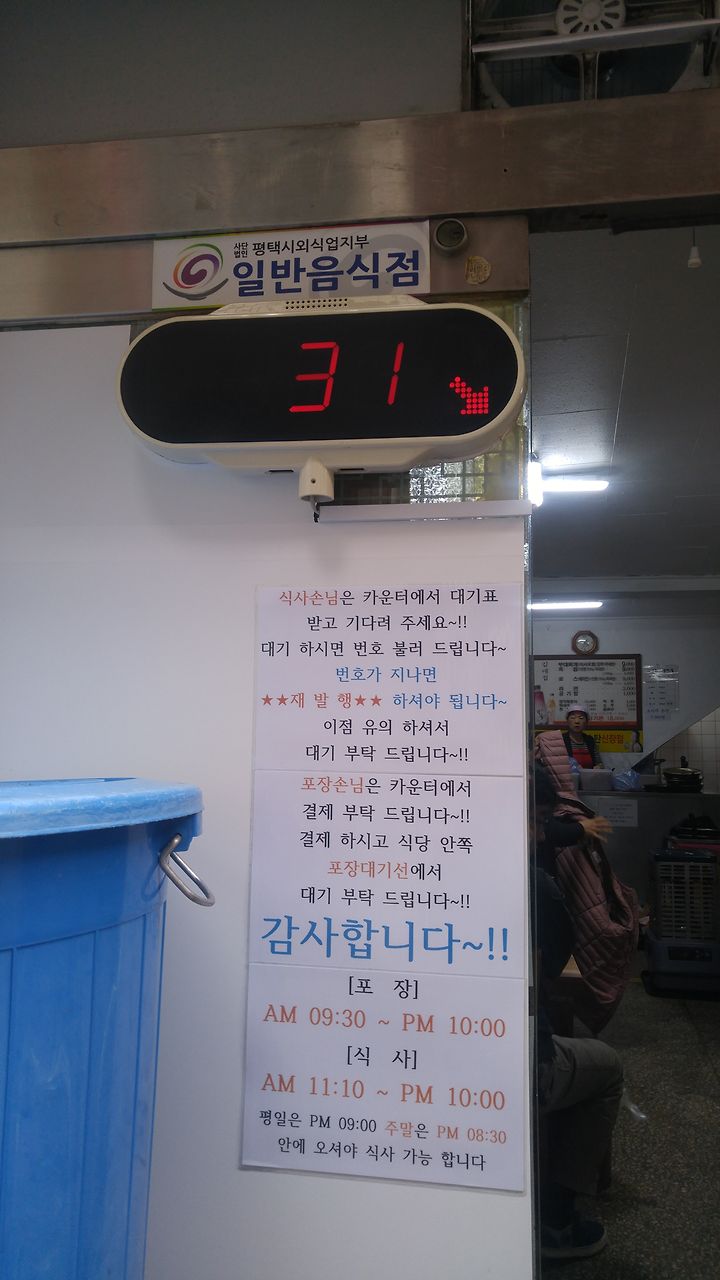 사단법인 평택시외식업지부
일반음식점
31
식사손님은 카운터에서 대기표
받고 기다려 주세요~!!
대기 하시면 번호 불러 드립니다~
번호가 지나면
★★재 발 행★★ 하셔야 됩니다~
이점 유의 하셔서
대기 부탁 드립니다~!!
포장손님은 카운터에서
결제 부탁 드립니다~!!
결제 하시고 식당 안쪽
포장대기선에서
대기 부탁 드립니다~!!
감사합니다~!!
[포 장]
AM 09:30 ~ PM 10:00
[식 사]
AM 11:10 ~ PM 10:00
평일은 PM 09:00 주말은 PM 08:30
안에 오셔야 식사 가능 합니다